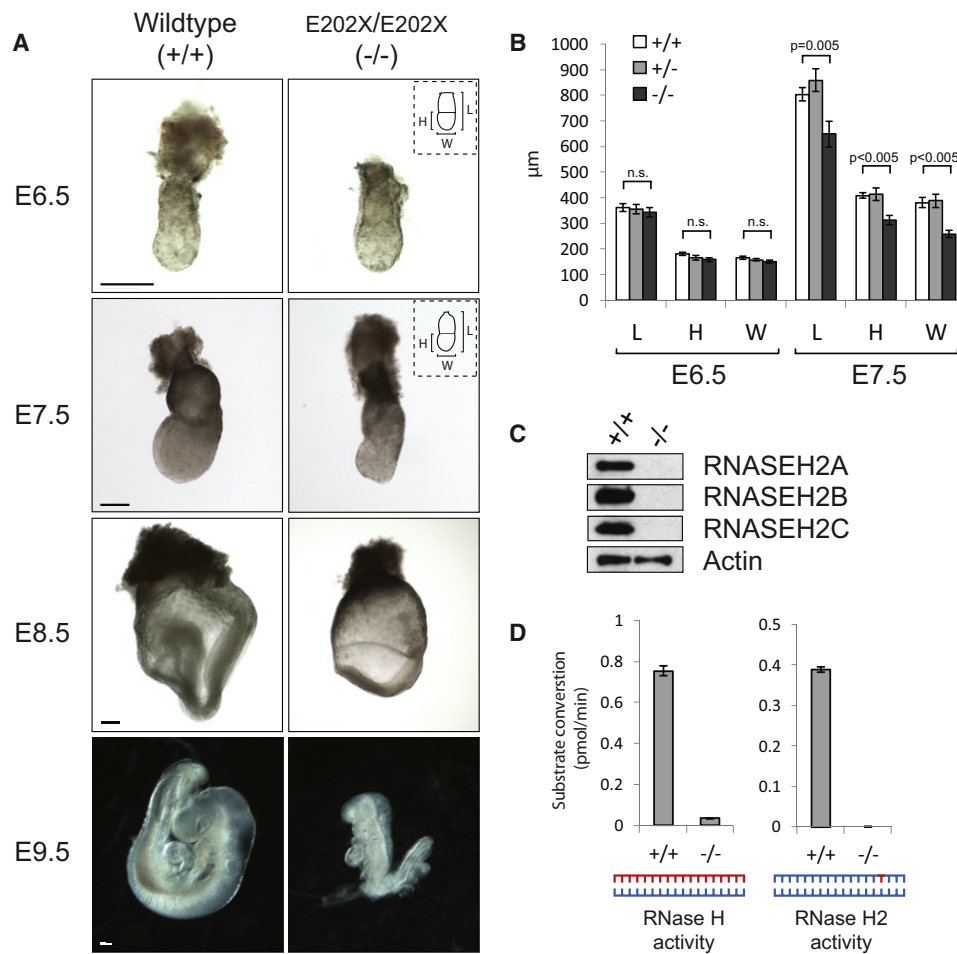 A
Wildtype
(+/+)
E202X/E202X
(-/-)
E6.5
H
L
W
E7.5
H
L
W
E8.5
E9.5
B
1000
900
800
700
600
500
400
300
200
100
0
µm
+/+
+/-
-/-
n.s.
n.s.
n.s.
p=0.005
p<0.005
p<0.005
L H W L H W
E6.5 E7.5
C
+/+ -/-
RNASEH2A
RNASEH2B
RNASEH2C
Actin
D
Substrate converstion
(pmol/min)
1
0.8
0.6
0.4
0.2
0
+/+ -/-
RNase H
activity
0.5
0.4
0.3
0.2
0.1
0
+/+ -/-
RNase H2
activity